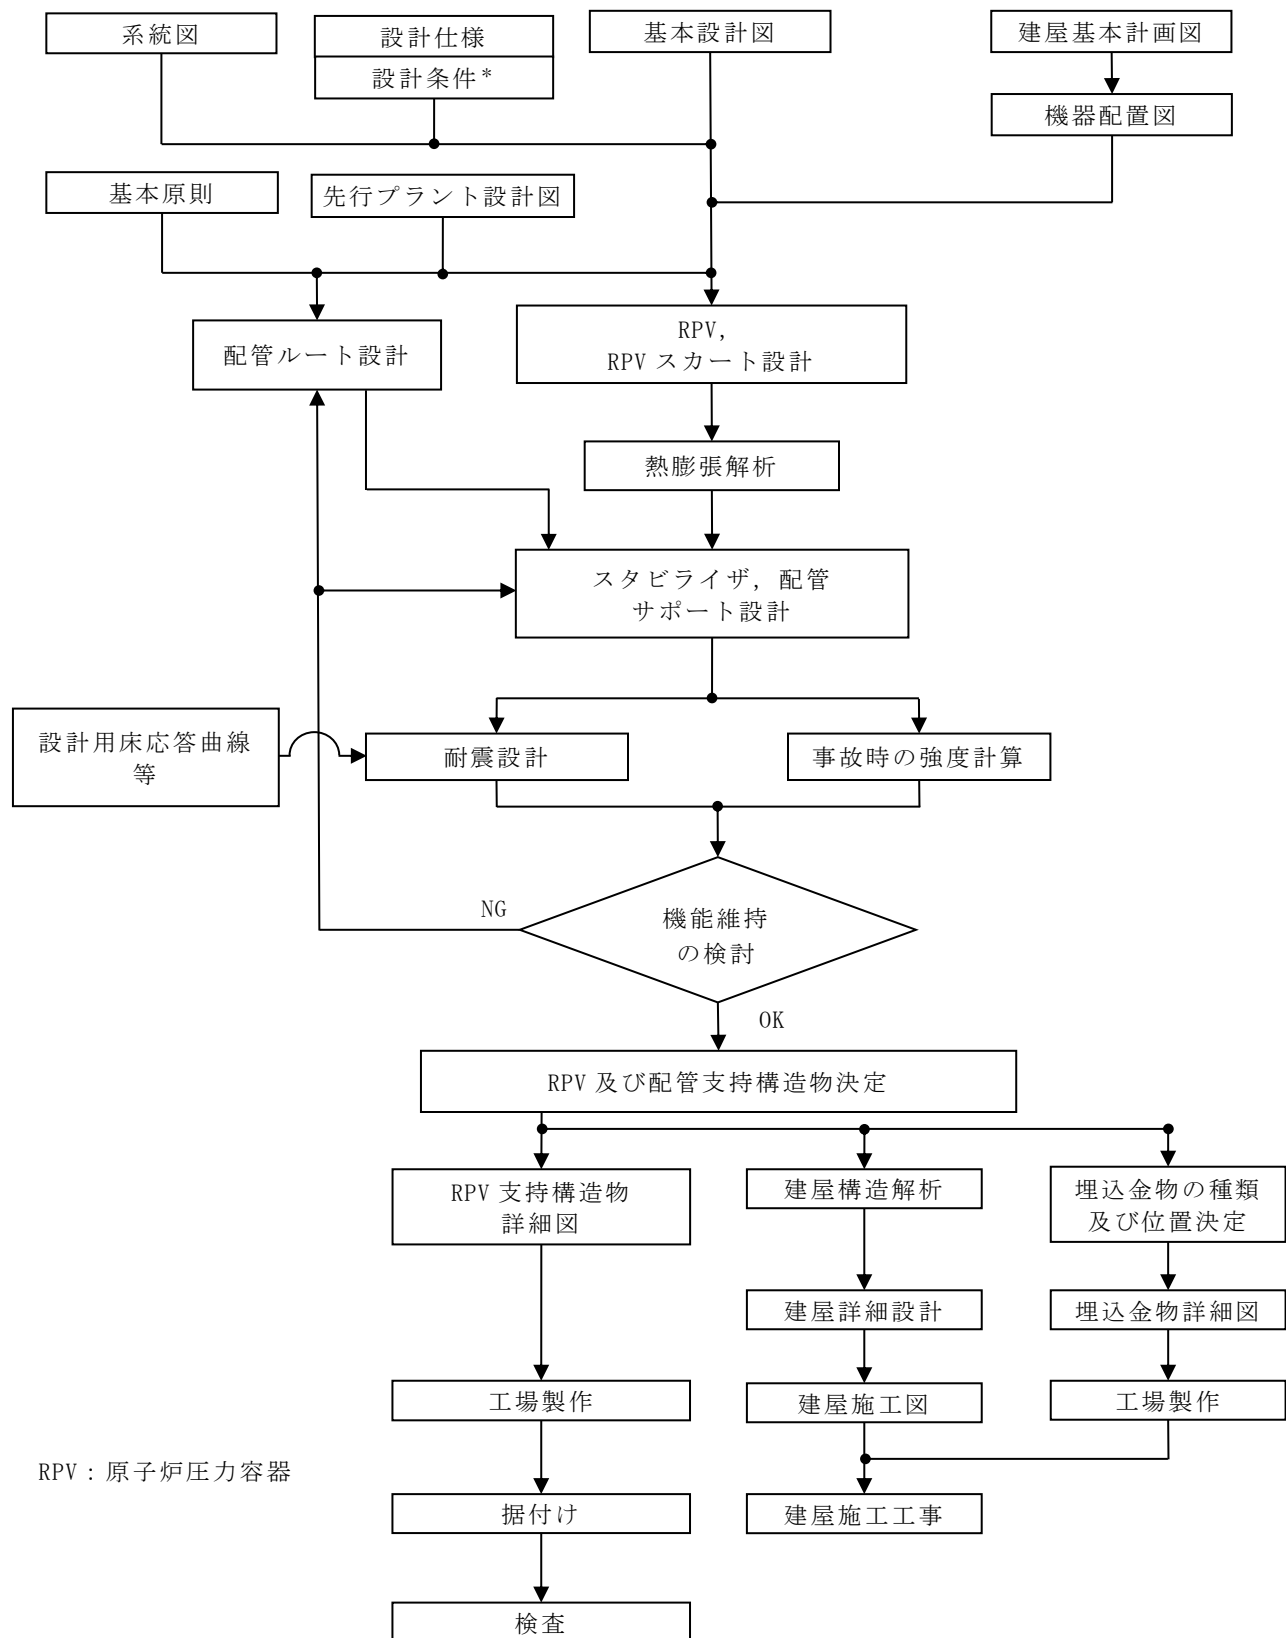 系統図
設計仕様
設計条件*
基本設計図
建屋基本計画図
機器配置図
基本原則
先行プラント設計図
配管ルート設計
RPV,
RPV スカート設計
熱膨張解析
スタビライザ, 配管
サポート設計
設計用床応答曲線
等
耐震設計
事故時の強度計算
NG
機能維持
の検討
OK
RPV 及び配管支持構造物決定
RPV 支持構造物
詳細図
建屋構造解析
埋込金物の種類
及び位置決定
建屋詳細設計
埋込金物詳細図
工場製作
建屋施工図
工場製作
RPV：原子炉圧力容器
据付け
建屋施工工事
検査